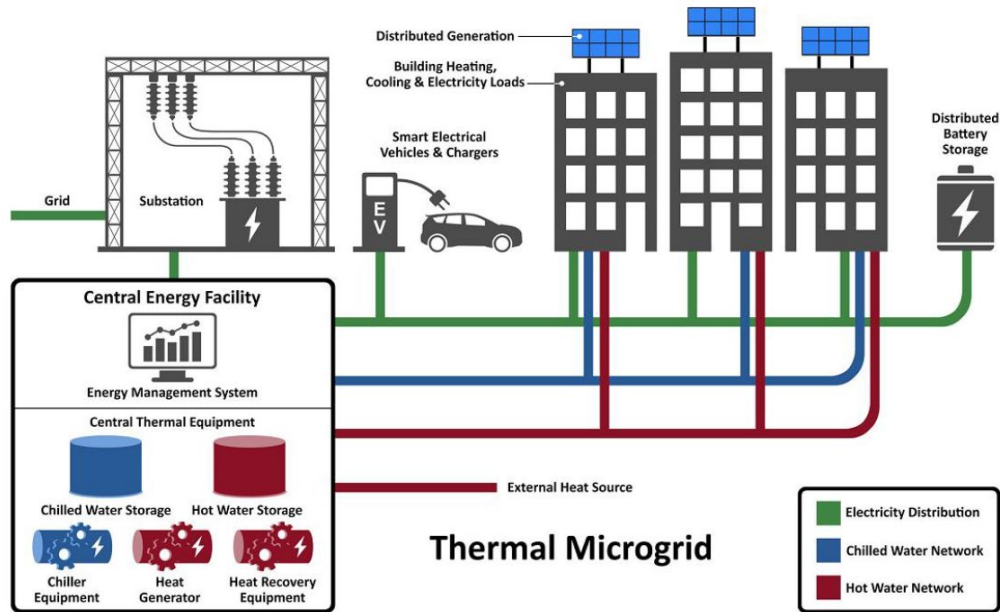 Distributed Generation
Building Heating,
Cooling & Electricity Loads
Distributed
Battery
Storage
Smart Electrical
Vehicles & Chargers
Grid
Substation
EV
Central Energy Facility
Energy Management System
Central Thermal Equipment
Chilled Water Storage
Hot Water Storage
Chiller
Equipment
Heat
Generator
Heat Recovery
Equipment
External Heat Source
Thermal Microgrid
Electricity Distribution
Chilled Water Network
Hot Water Network